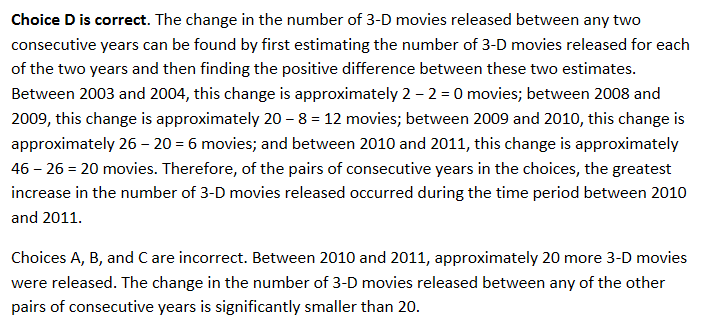 Choice D is correct. The change in the number of 3-D movies released between any two
consecutive years can be found by first estimating the number of 3-D movies released for each
of the two years and then finding the positive difference between these two estimates.
Between 2003 and 2004, this change is approximately 2 – 2 = 0 movies; between 2008 and
2009, this change is approximately 20 – 8 = 12 movies; between 2009 and 2010, this change is
approximately 26 – 20 = 6 movies; and between 2010 and 2011, this change is approximately
46 – 26 = 20 movies. Therefore, of the pairs of consecutive years in the choices, the greatest
increase in the number of 3-D movies released occurred during the time period between 2010
and 2011.
Choices A, B, and C are incorrect. Between 2010 and 2011, approximately 20 more 3-D movies
were released. The change in the number of 3-D movies released between any of the other
pairs of consecutive years is significantly smaller than 20.